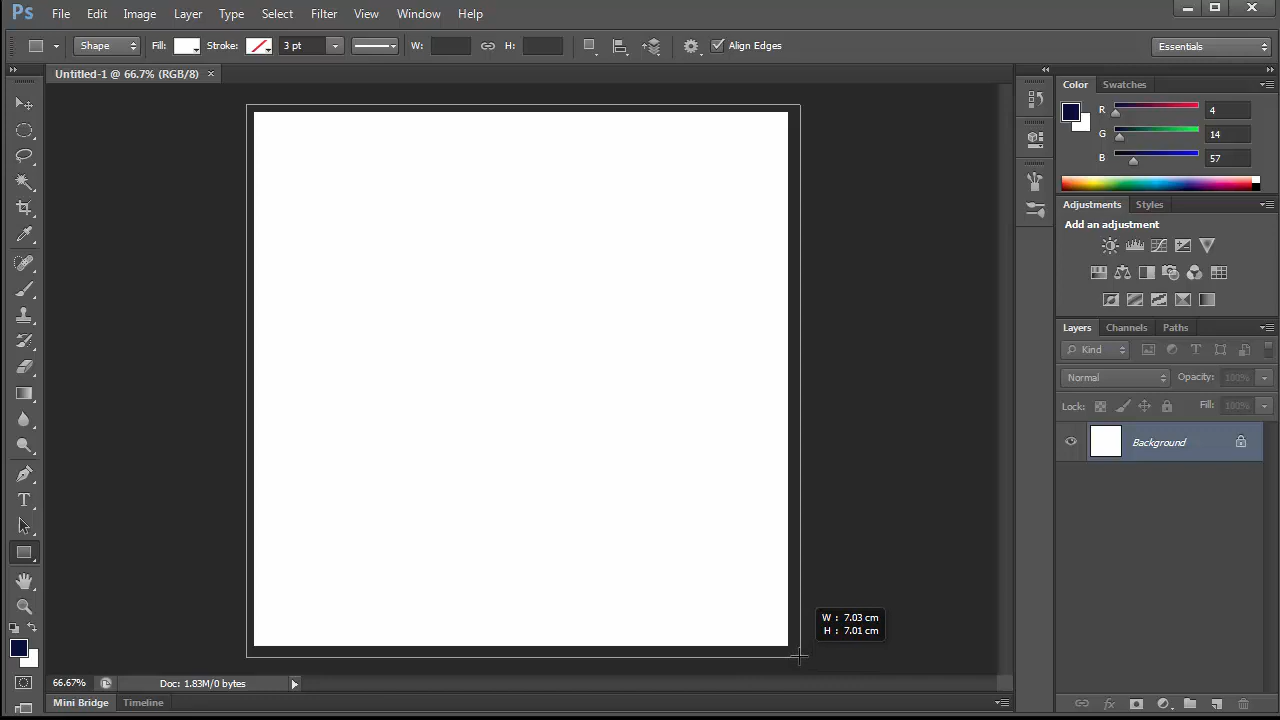 Ps File Edit Image Layer Type Select Filter View Window Help
Shape Fill: Stroke: 3 pt W: H: Align Edges Essentials
Untitled-1 @ 66.7% (RGB/8) ×
Color Swatches
R 4
G 14
B 57
Adjustments Styles
Add an adjustment
Layers Channels Paths
Kind
Normal Opacity: 100%
Lock: Fill: 100%
Background
W : 7.03 cm
H : 7.01 cm
66.67% Doc: 1.83M/0 bytes
Mini Bridge Timeline